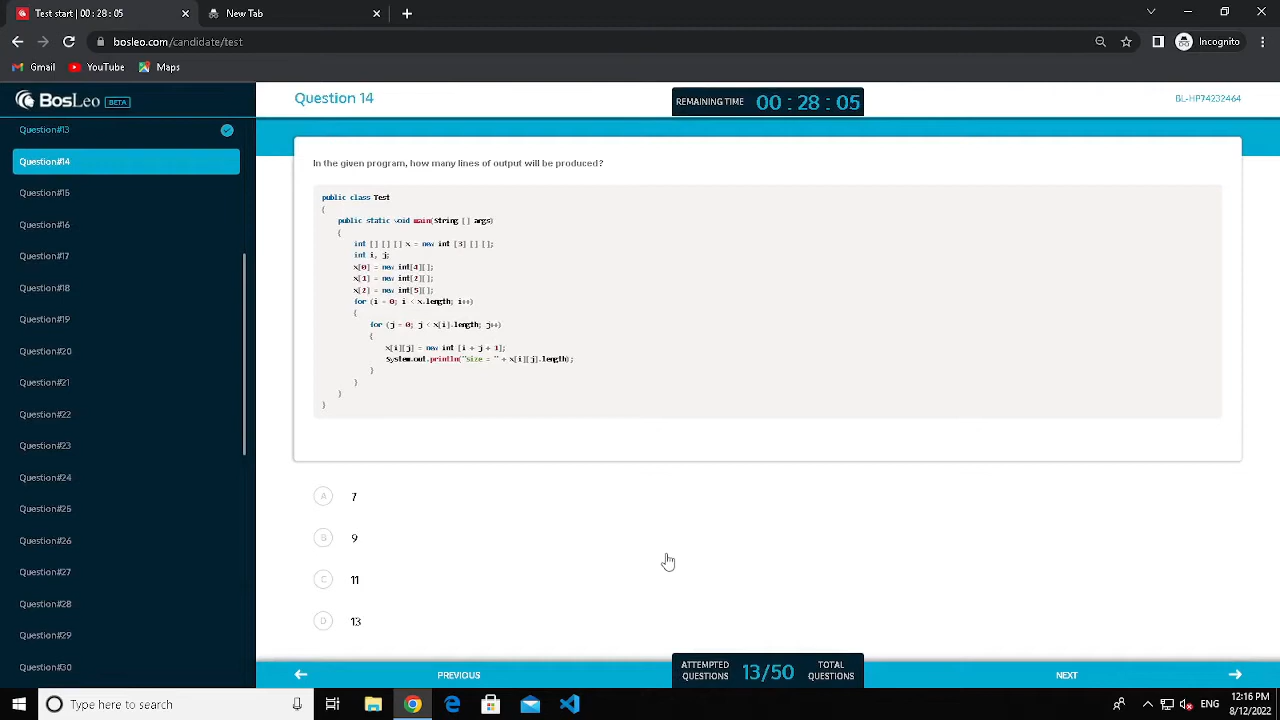 Test start | 00 : 28 : 05
New Tab
bosleo.com/candidate/test
Incognito
Gmail
YouTube
Maps
BosLeo BETA
Question#13
Question#14
Question#15
Question#16
Question#17
Question#18
Question#19
Question#20
Question#21
Question#22
Question#23
Question#24
Question#25
Question#26
Question#27
Question#28
Question#29
Question#30
Question 14
REMAINING TIME 00 : 28 : 05
BL-HP74232464
In the given program, how many lines of output will be produced?
public class Test
{
public static void main(String [] args)
{
int [] [] [] x = new int [3] [] [];
int i, j;
x[0] = new int[4][];
x[1] = new int[2][];
x[2] = new int[5][];
for (i = 0; i < x.length; i++)
{
for (j = 0; j < x[i].length; j++)
{
x[i][j] = new int [i + j + 1];
System.out.println("size = " + x[i][j].length);
}
}
}
}
A 7
B 9
C 11
D 13
PREVIOUS
ATTEMPTED QUESTIONS 13/50 TOTAL QUESTIONS
NEXT
Type here to search
ENG
12:16 PM
8/12/2022